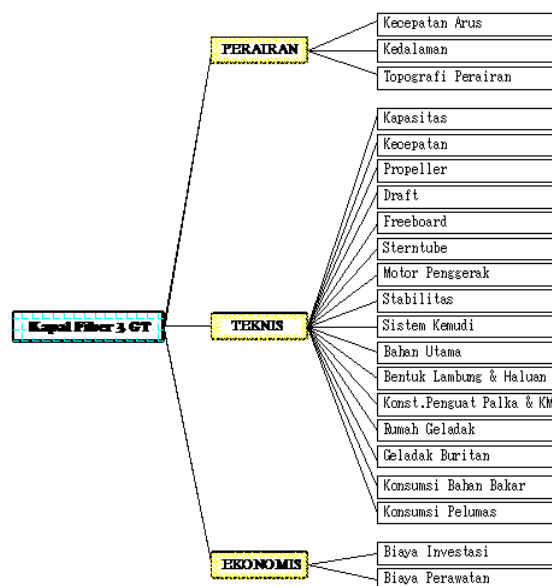 Kapal Fiber 3 GT
PERAIRAN
Kecepatan Arus
Kedalaman
Topografi Perairan
TEKNIS
Kapasitas
Kecepatan
Propeller
Draft
Freeboard
Sterntube
Motor Penggerak
Stabilitas
Sistem Kemudi
Bahan Utama
Bentuk Lambung & Haluan
Konst.Penguat Palka & KM
Rumah Geladak
Geladak Buritan
Konsumsi Bahan Bakar
Konsumsi Pelumas
EKONOMIS
Biaya Investasi
Biaya Perawatan